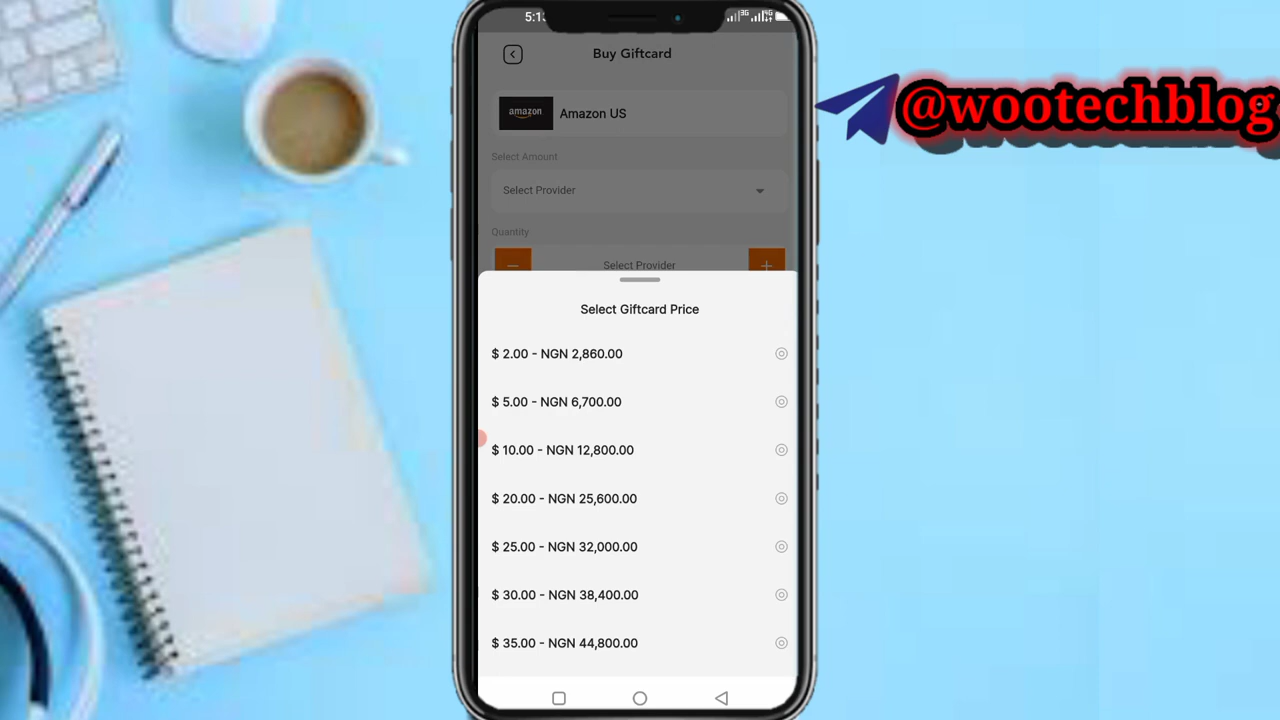 5:1
3G
Buy Giftcard
@wootechblog
amazon
Amazon US
Select Amount
Select Provider
Quantity
Select Provider
Select Giftcard Price
$ 2.00 - NGN 2,860.00
$ 5.00 - NGN 6,700.00
$ 10.00 - NGN 12,800.00
$ 20.00 - NGN 25,600.00
$ 25.00 - NGN 32,000.00
$ 30.00 - NGN 38,400.00
$ 35.00 - NGN 44,800.00